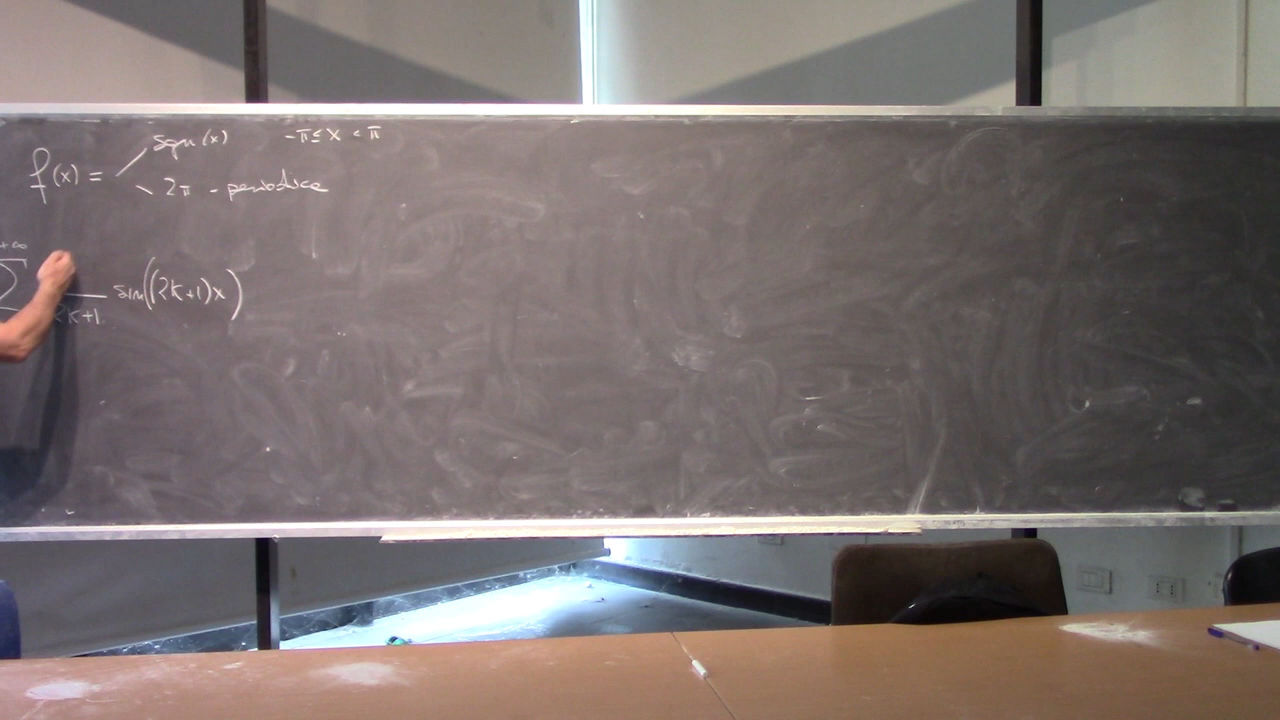 f(x) = sgn(x) -π ≤ x < π
2π - periodica
+∞
Σ — sin((2k+1)x)
2k+1